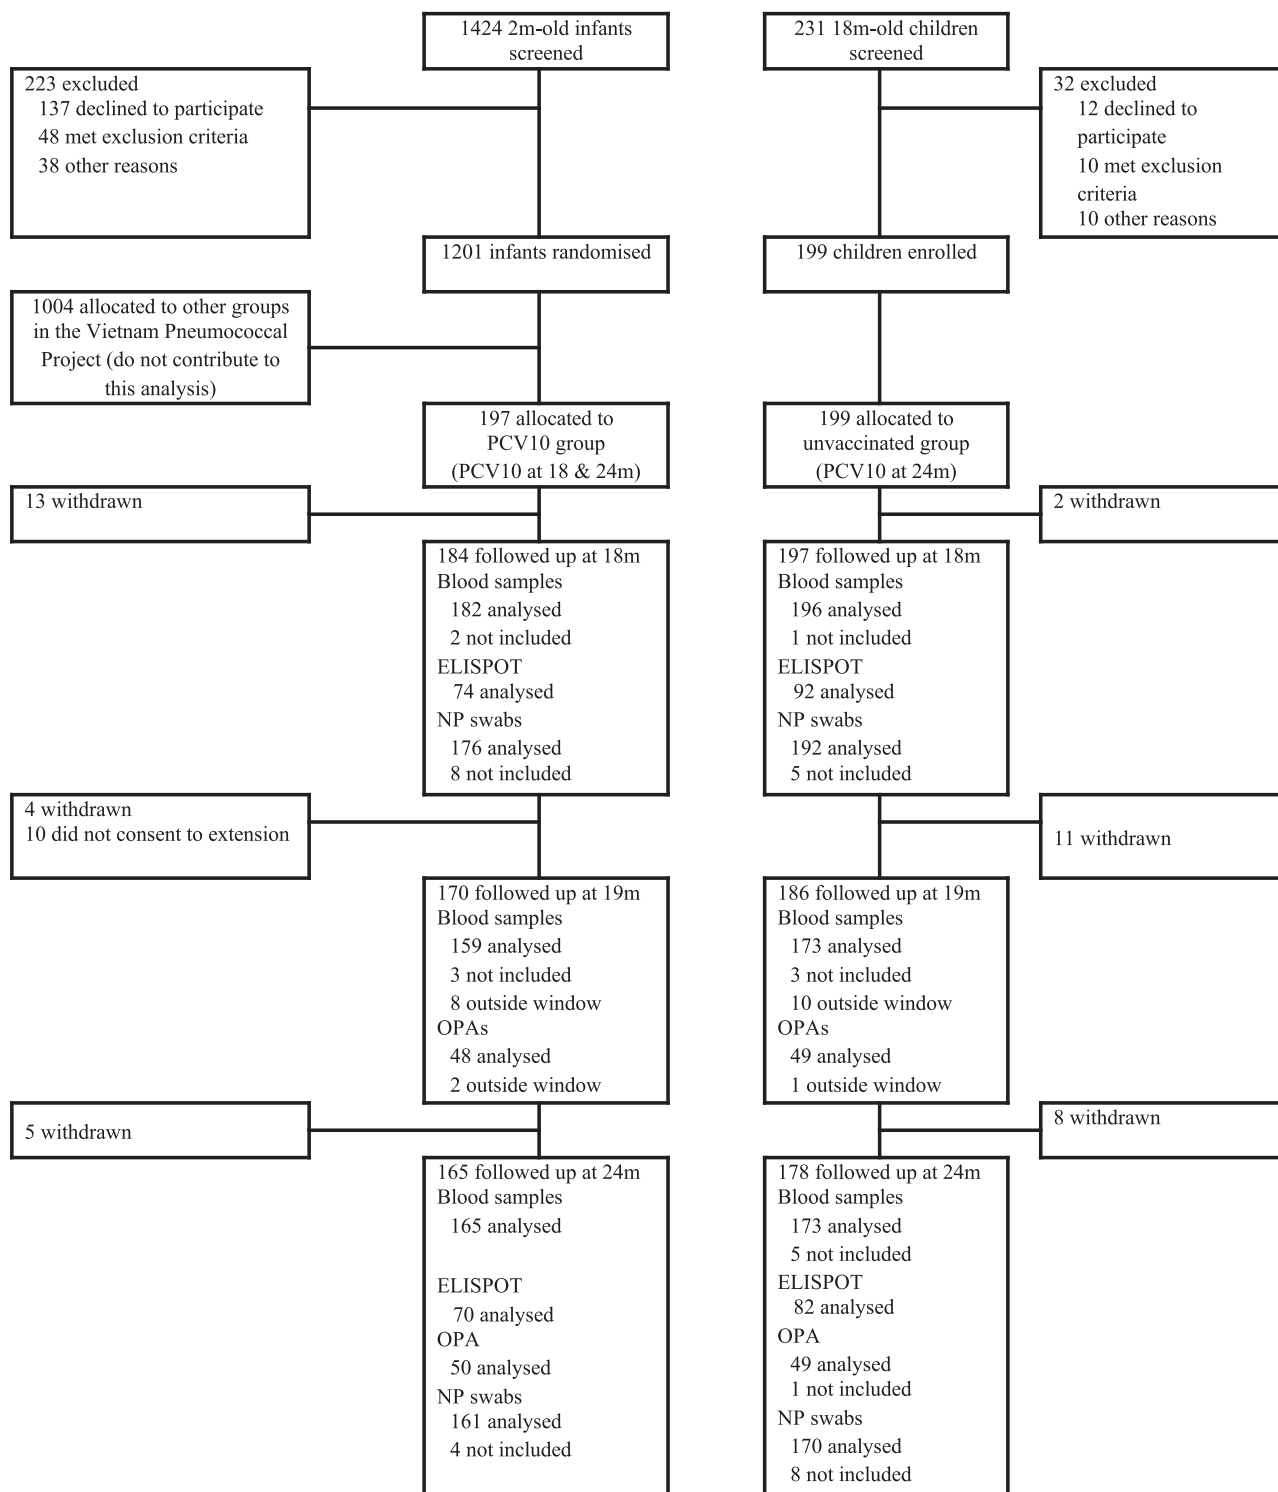 1424 2m-old infants
screened
231 18m-old children
screened
223 excluded
137 declined to participate
48 met exclusion criteria
38 other reasons
32 excluded
12 declined to
participate
10 met exclusion
criteria
10 other reasons
1201 infants randomised
199 children enrolled
1004 allocated to other groups
in the Vietnam Pneumococcal
Project (do not contribute to
this analysis)
197 allocated to
PCV10 group
(PCV10 at 18 & 24m)
199 allocated to
unvaccinated group
(PCV10 at 24m)
13 withdrawn
2 withdrawn
184 followed up at 18m
Blood samples
182 analysed
2 not included
ELISPOT
74 analysed
NP swabs
176 analysed
8 not included
197 followed up at 18m
Blood samples
196 analysed
1 not included
ELISPOT
92 analysed
NP swabs
192 analysed
5 not included
4 withdrawn
10 did not consent to extension
11 withdrawn
170 followed up at 19m
Blood samples
159 analysed
3 not included
8 outside window
OPAs
48 analysed
2 outside window
186 followed up at 19m
Blood samples
173 analysed
3 not included
10 outside window
OPAs
49 analysed
1 outside window
5 withdrawn
8 withdrawn
165 followed up at 24m
Blood samples
165 analysed
ELISPOT
70 analysed
OPA
50 analysed
NP swabs
161 analysed
4 not included
178 followed up at 24m
Blood samples
173 analysed
5 not included
ELISPOT
82 analysed
OPA
49 analysed
1 not included
NP swabs
170 analysed
8 not included